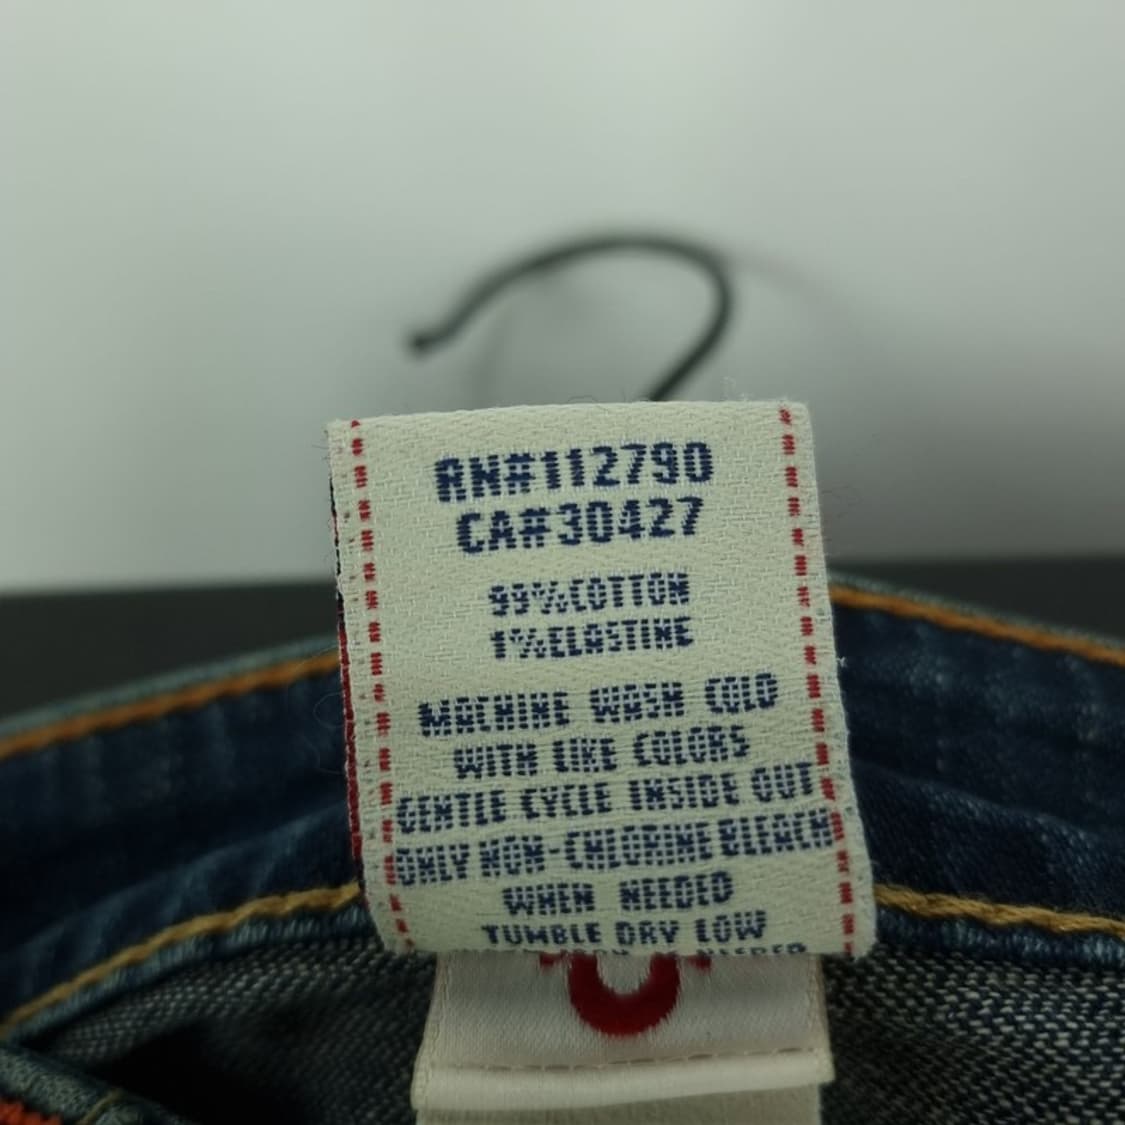 RN#112790
CA#30427
99%COTTON
1%ELASTINE
MACHINE WASH COLD
WITH LIKE COLORS
GENTLE CYCLE INSIDE OUT
ONLY NON-CHLORINE BLEACH
WHEN NEEDED
TUMBLE DRY LOW
NEEDED